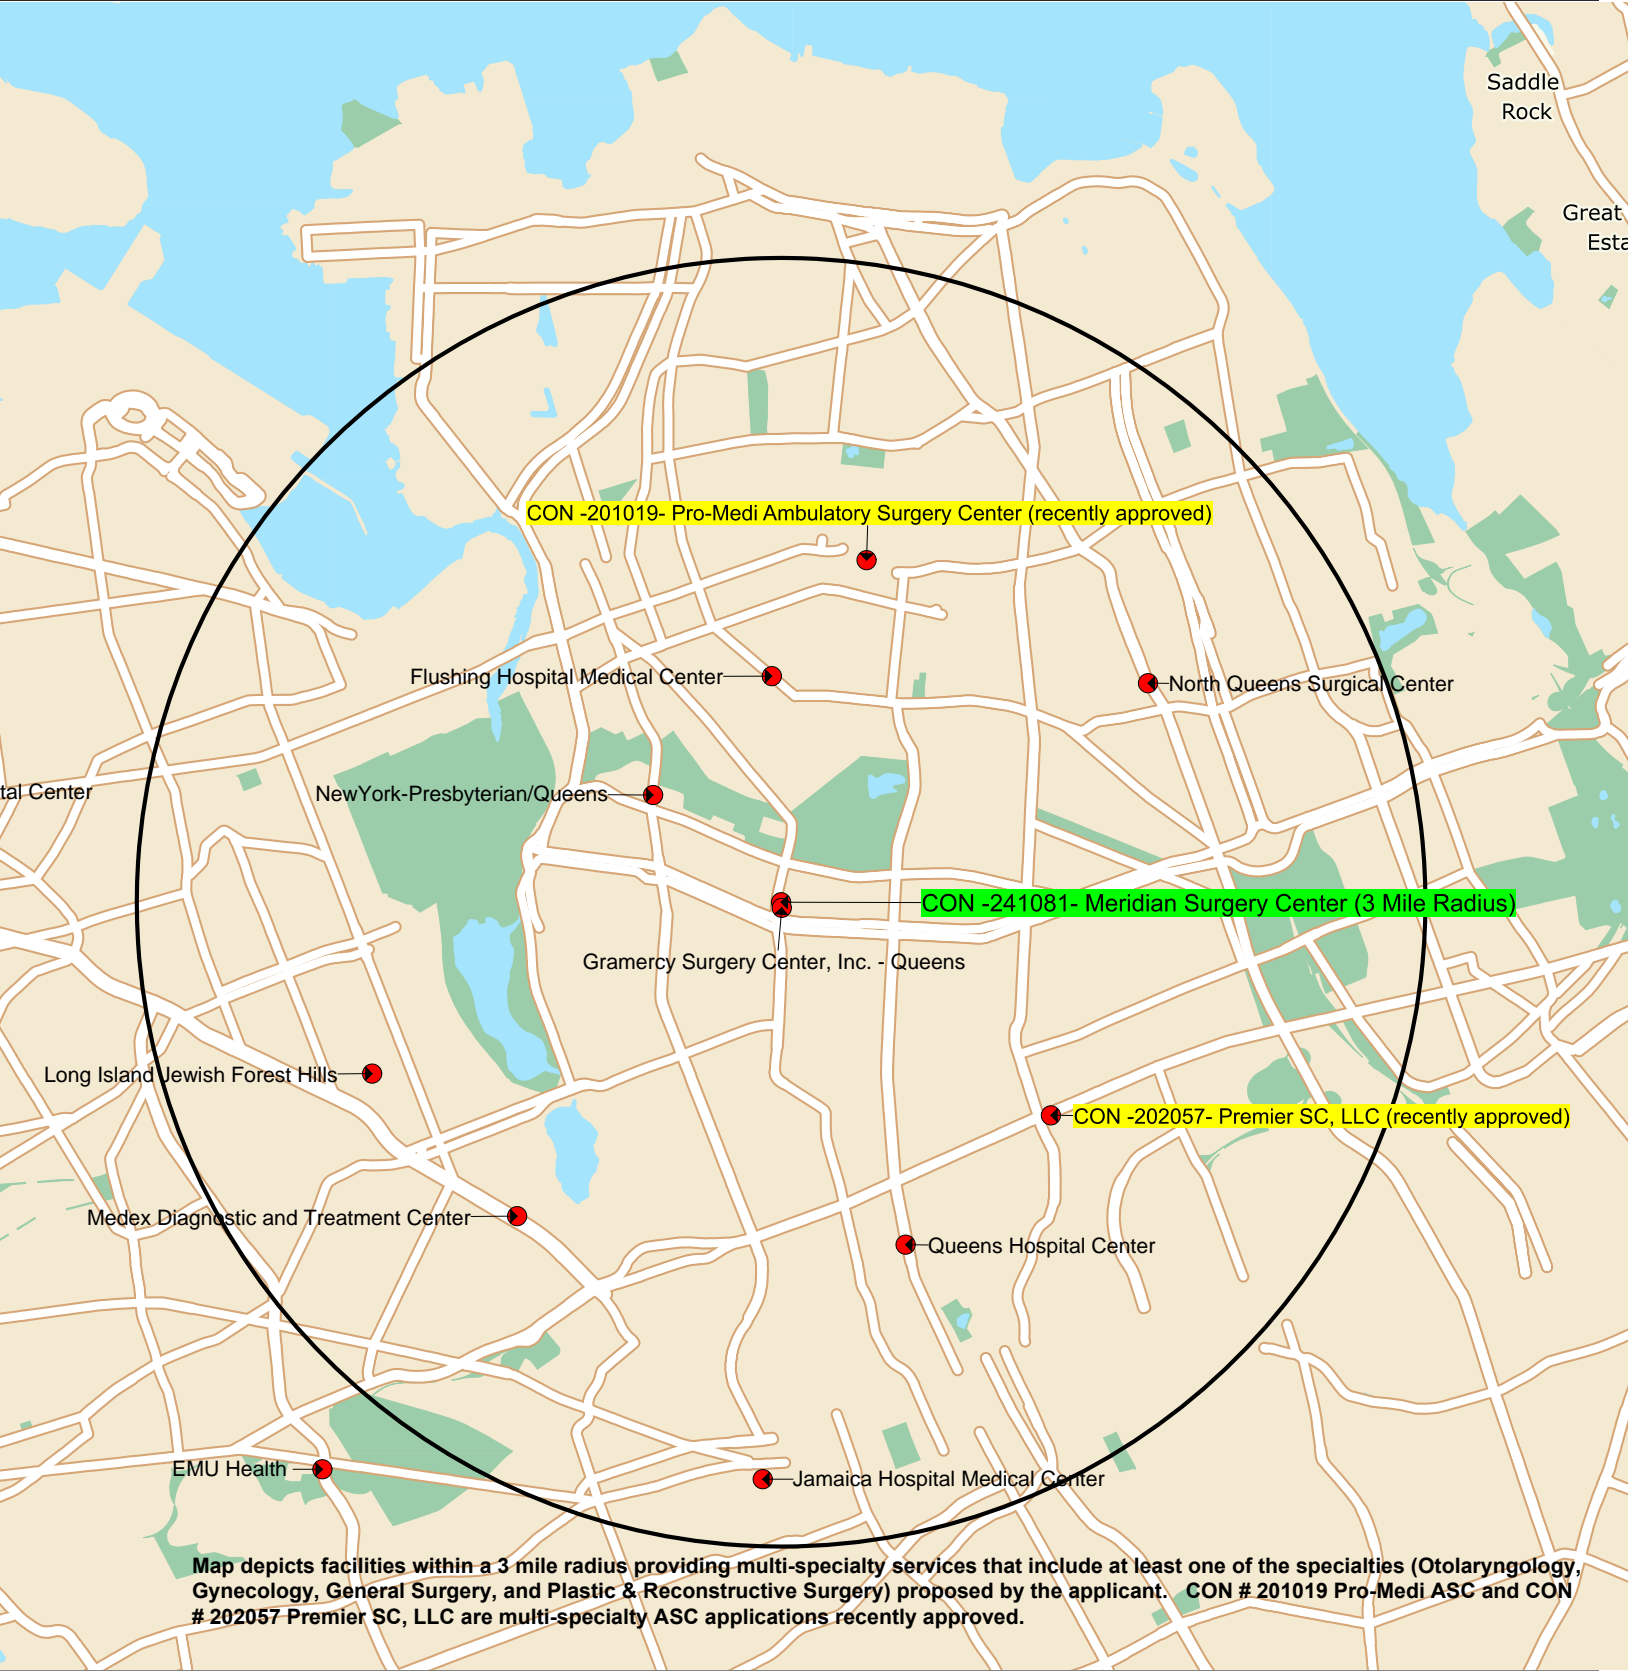 Saddle
Rock
Great
Esta
CON -201019- Pro-Medi Ambulatory Surgery Center (recently approved)
Flushing Hospital Medical Center
North Queens Surgical Center
tal Center
NewYork-Presbyterian/Queens
CON -241081- Meridian Surgery Center (3 Mile Radius)
Gramercy Surgery Center, Inc. - Queens
Long Island Jewish Forest Hills
CON -202057- Premier SC, LLC (recently approved)
Medex Diagnostic and Treatment Center
Queens Hospital Center
EMU Health
Jamaica Hospital Medical Center
Map depicts facilities within a 3 mile radius providing multi-specialty services that include at least one of the specialties (Otolaryngology,
Gynecology, General Surgery, and Plastic & Reconstructive Surgery) proposed by the applicant.   CON # 201019 Pro-Medi ASC and CON
# 202057 Premier SC, LLC are multi-specialty ASC applications recently approved.